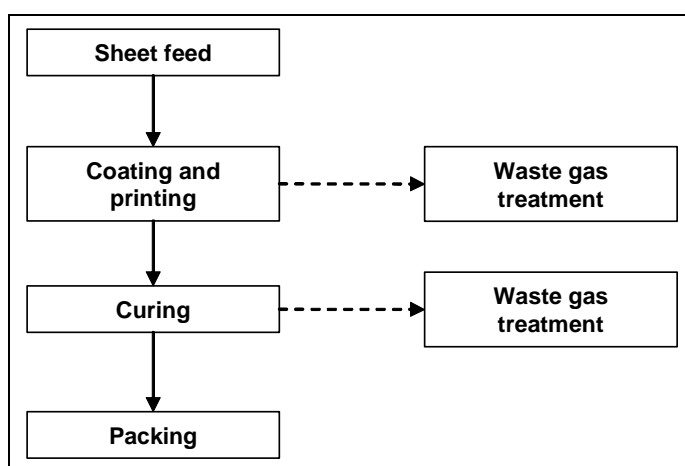 Sheet feed
Coating and
printing
Waste gas
treatment
Curing
Waste gas
treatment
Packing